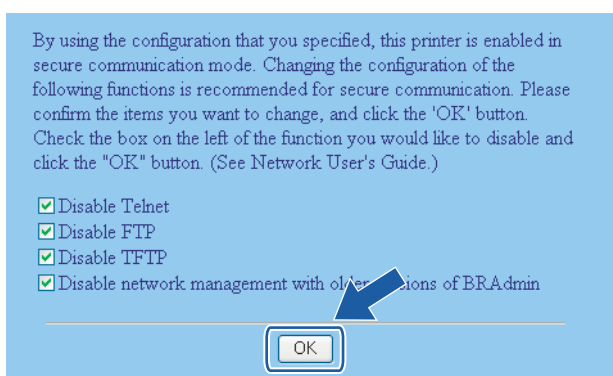 By using the configuration that you specified, this printer is enabled in
secure communication mode. Changing the configuration of the
following functions is recommended for secure communication. Please
confirm the items you want to change, and click the 'OK' button.
Check the box on the left of the function you would like to disable and
click the "OK" button. (See Network User's Guide.)
Disable Telnet
Disable FTP
Disable TFTP
Disable network management with older of BRAdmin
OK